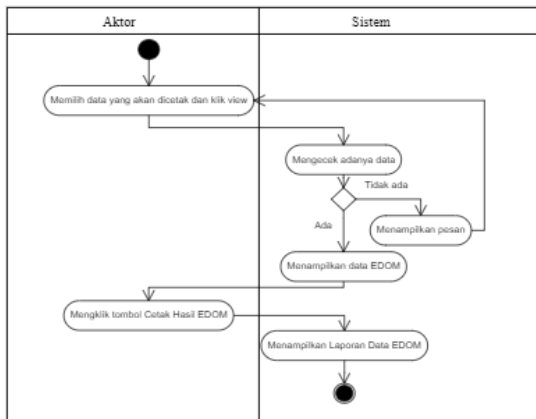 Aktor
Sistem
Memilih data yang akan dicetak dan klik view
Mengecek adanya data
Tidak ada
Ada
Menampilkan pesan
Menampilkan data EDOM
Mengklik tombol Cetak Hasil EDOM
Menampilkan Laporan Data EDOM